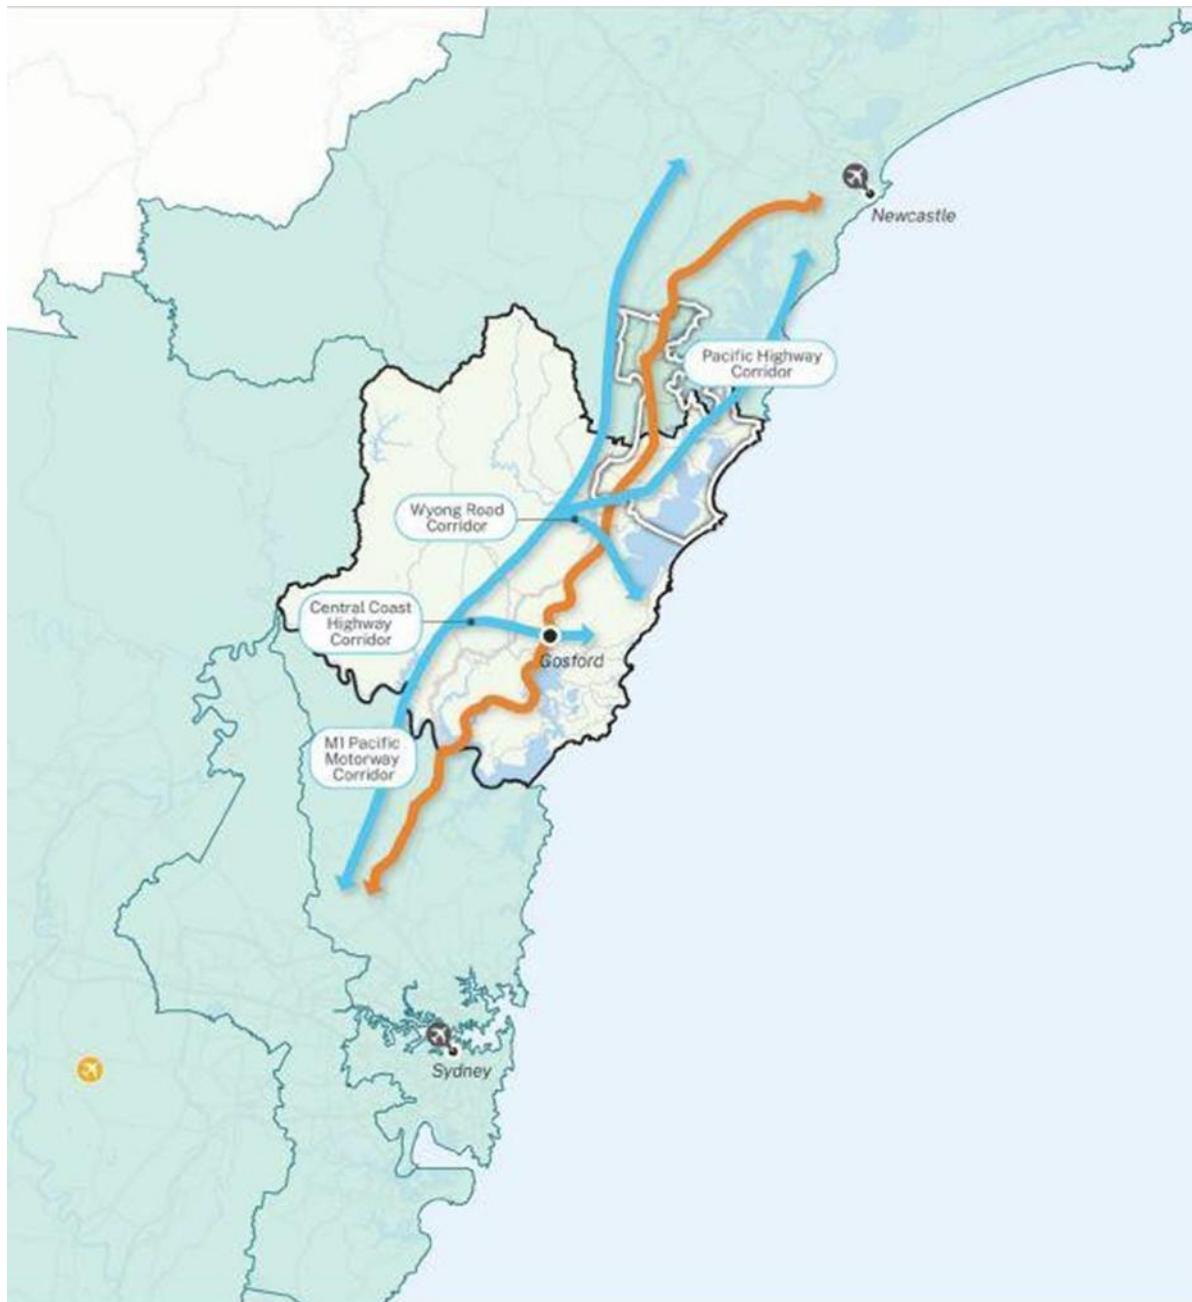 Newcastle
Pacific Highway
Corridor
Wyong Road
Corridor
Central Coast
Highway
Corridor
Gosford
M1 Pacific
Motorway
Corridor
Sydney